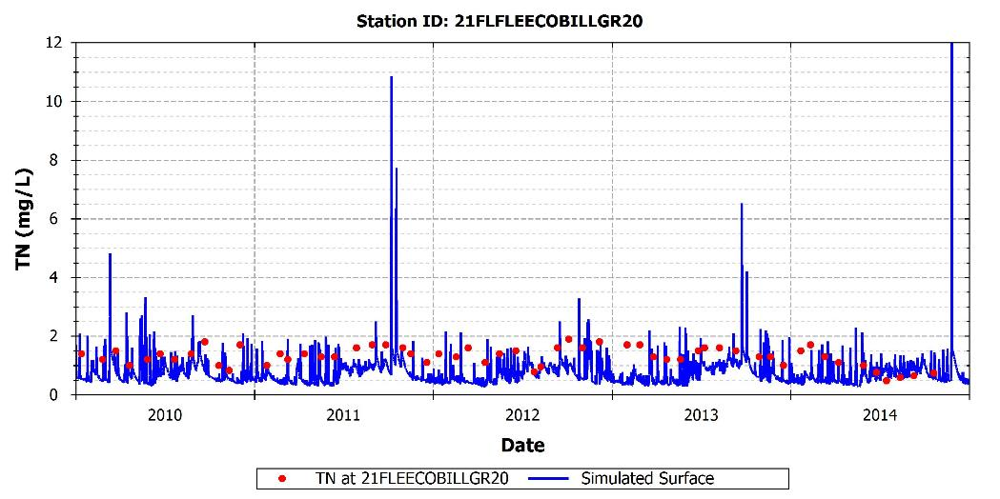 Station ID: 21FLFLEECOBILLGR20
12
10
8
6
4
2
0
TN (mg/L)
2010 2011 2012 2013 2014
Date
TN at 21FLEECOBILLGR20 Simulated Surface